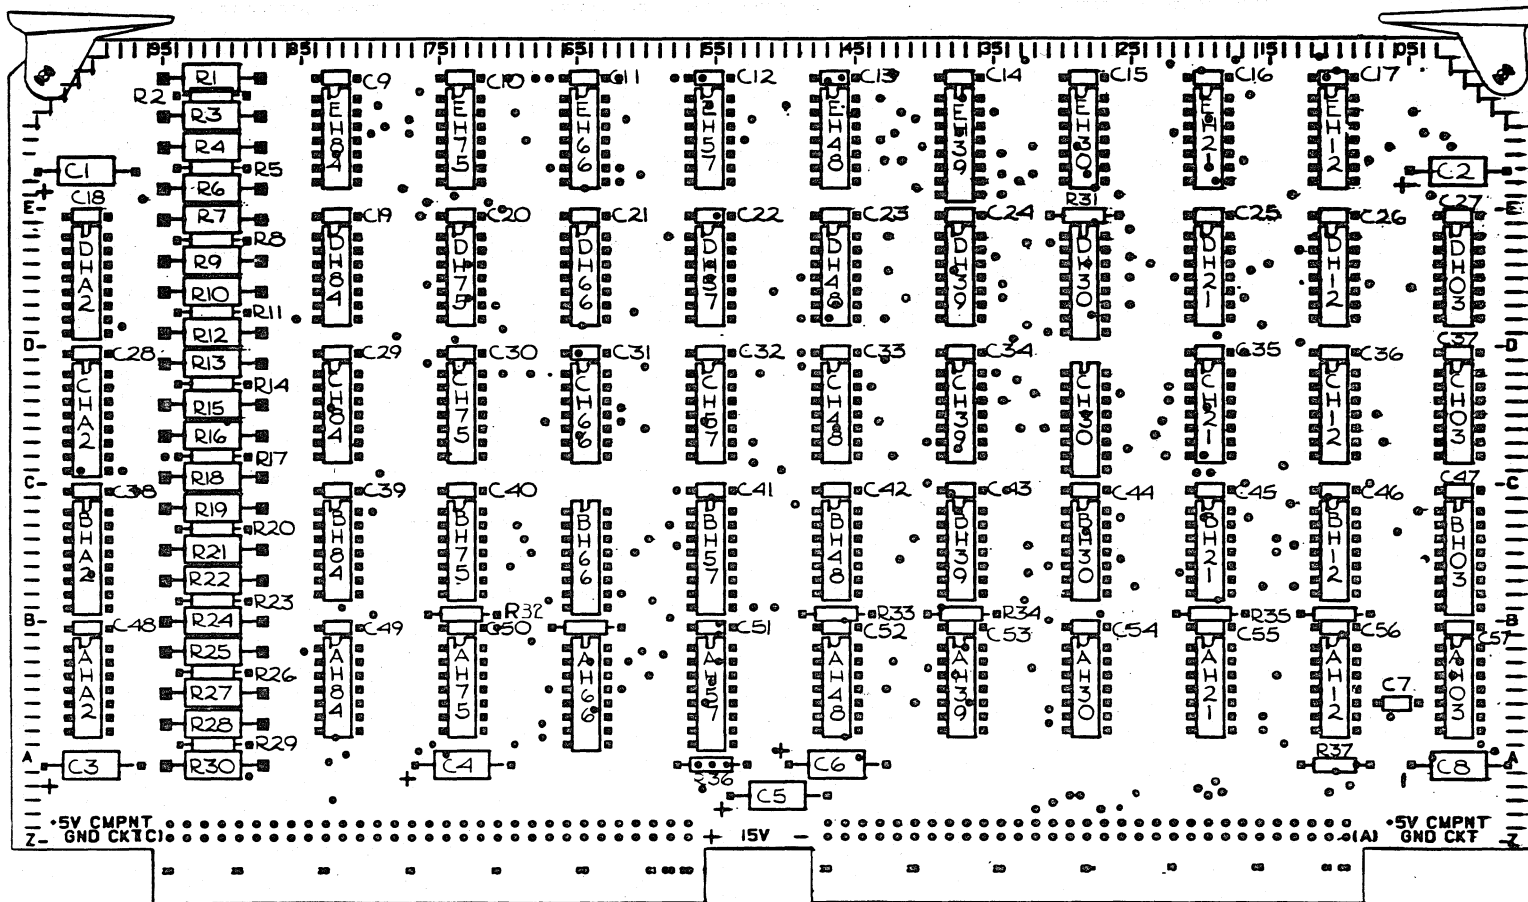 95 85 75 65 55 45 35 25 15 05
R1 C9 C10 C11 C12 C13 C14 C15 C16 C17
R2
R3
R4
EH84 EH75 EH66 EH57 EH48 EH39 EH30 EH21 EH12
C1 R5 C2
R6
C18 R31 C27
E R7 C19 C20 C21 C22 C23 C24 C25 C26 E
R8
R9
DHA2 DH84 DH75 DH66 DH57 DH48 DH39 DH30 DH21 DH12 DH03
R10
R11
R12
D C28 R13 C29 C30 C31 C32 C33 C34 C35 C36 C37 D
R14
R15
CHA2 CH84 CH75 CH66 CH57 CH48 CH39 CH30 CH21 CH12 CH03
R16
R17
R18
C C38 C39 C40 C41 C42 C43 C44 C45 C46 C47 C
R19
R20
R21
BHA2 BH84 BH75 BH66 BH57 BH48 BH39 BH30 BH21 BH12 BH03
R22
R23
R24 R32 R33 R34 R35
B C48 C49 C50 C51 C52 C53 C54 C55 C56 C57 B
R25
R26
AHA2 AH84 AH75 AH66 AH57 AH48 AH39 AH30 AH21 AH12 AH03
R27 C7
R28
R29
A C3 R30 C4 R36 C6 R37 C8 A
C5
+5V CMPNT +5V CMPNT
Z GND CKT (C) + 15V - (A) GND CKT Z